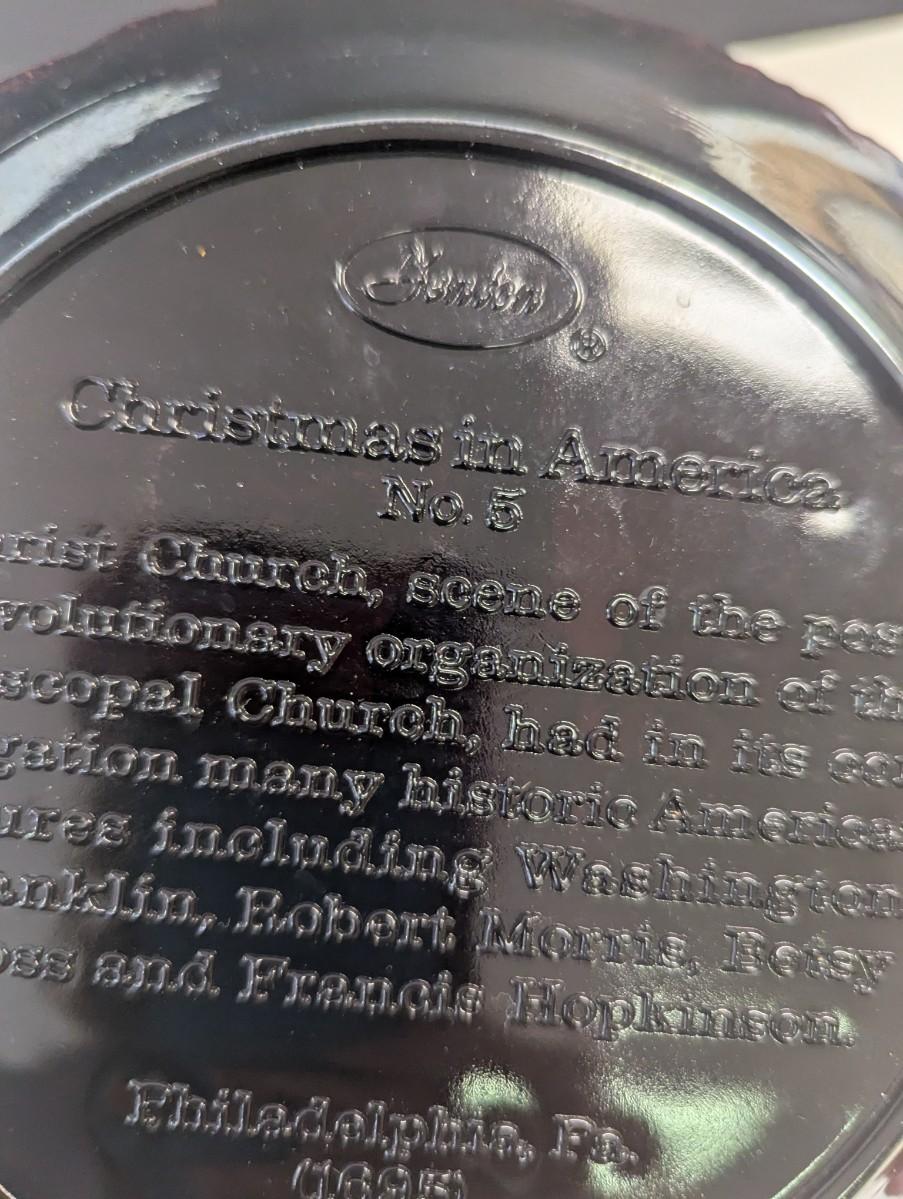 Fenton
®
Christmas in America
No. 5
rist Church, scene of the pos
volutionary organization of th
scopal Church, had in its con
gation many historic America
ures including Washington
nklin, Robert Morris, Betsy
oss and Francis Hopkinson.
Philadelphia, Pa.
(1695)